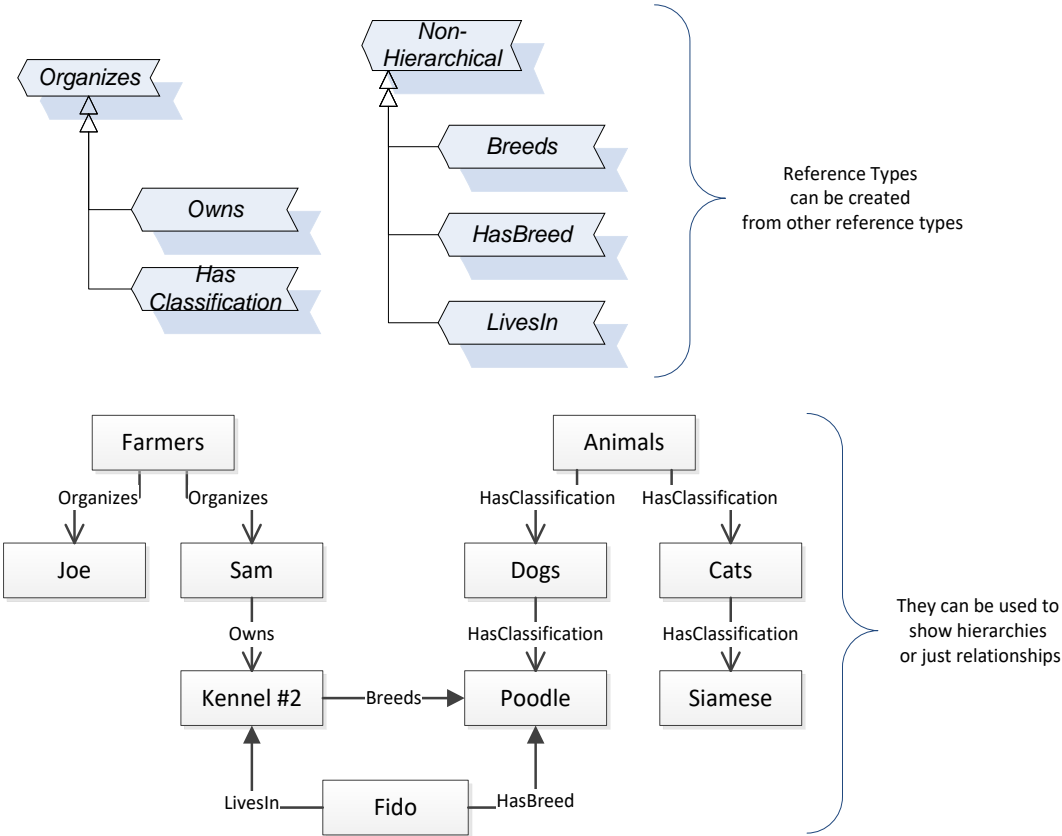 Organizes
Non-
Hierarchical
Owns
Has
Classification
Breeds
HasBreed
LivesIn
Reference Types
can be created
from other reference types
Farmers
Animals
Organizes
Organizes
HasClassification
HasClassification
Joe
Sam
Dogs
Cats
Owns
HasClassification
HasClassification
Kennel #2
Breeds
Poodle
Siamese
LivesIn
Fido
HasBreed
They can be used to
show hierarchies
or just relationships